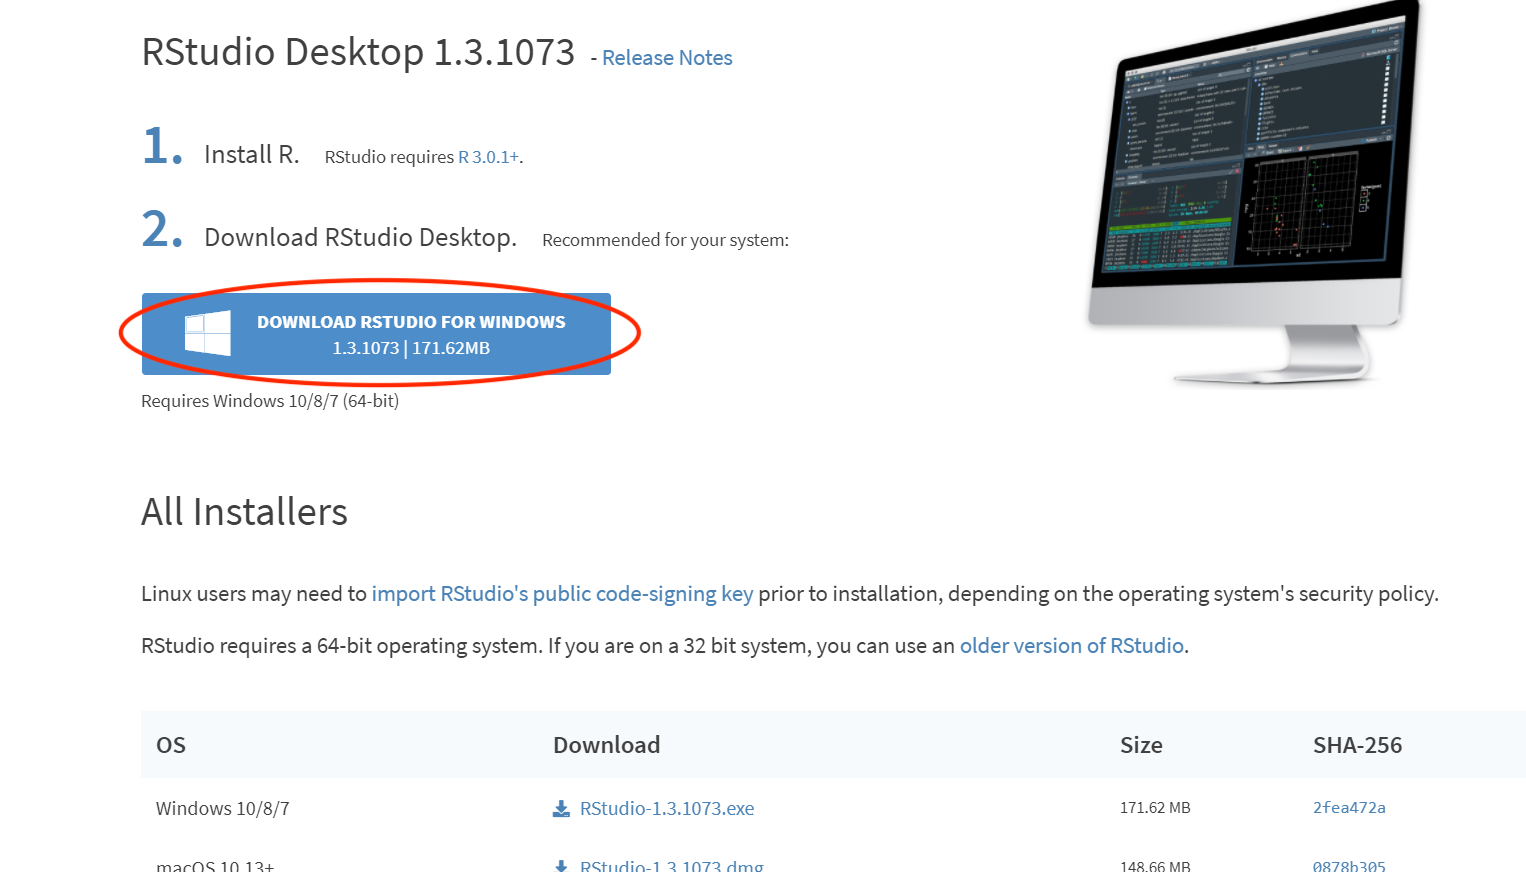 RStudio Desktop 1.3.1073 - Release Notes
1. Install R. RStudio requires R 3.0.1+.
2. Download RStudio Desktop. Recommended for your system:
DOWNLOAD RSTUDIO FOR WINDOWS
1.3.1073 | 171.62MB
Requires Windows 10/8/7 (64-bit)
All Installers
Linux users may need to import RStudio's public code-signing key prior to installation, depending on the operating system's security policy.
RStudio requires a 64-bit operating system. If you are on a 32 bit system, you can use an older version of RStudio.
OS Download Size SHA-256
Windows 10/8/7 RStudio-1.3.1073.exe 171.62 MB 2fea472a
macOS 10.13+ RStudio-1.3.1073.dmg 148.66 MB 0878b305